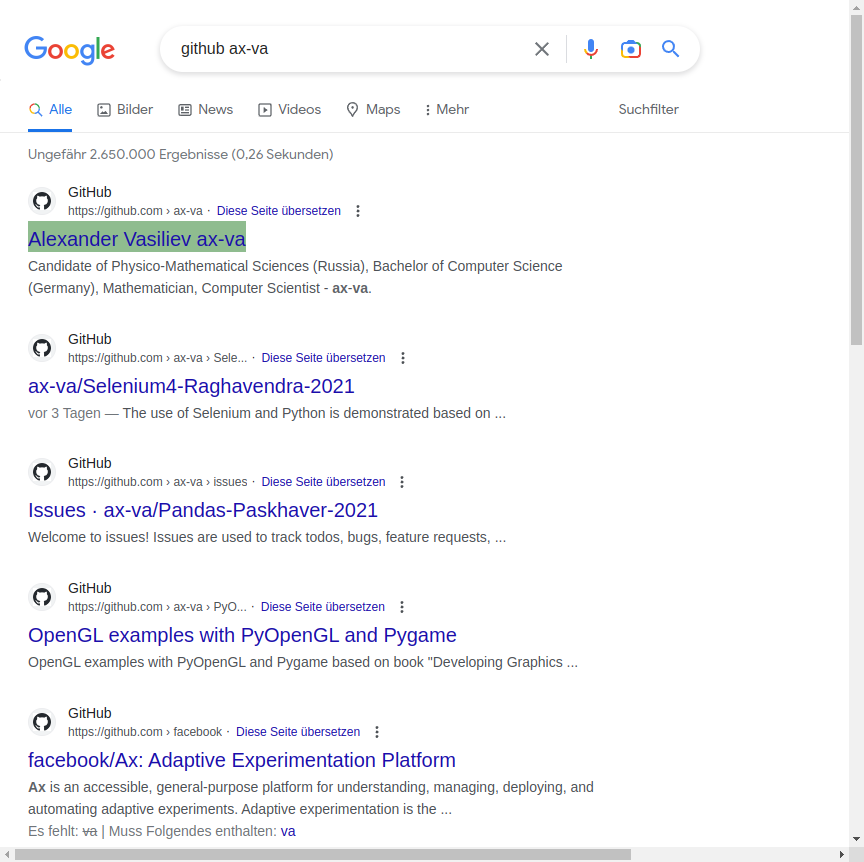 Google
github ax-va
Alle Bilder News Videos Maps Mehr Suchfilter
Ungefähr 2.650.000 Ergebnisse (0,26 Sekunden)
GitHub
https://github.com › ax-va · Diese Seite übersetzen
Alexander Vasiliev ax-va
Candidate of Physico-Mathematical Sciences (Russia), Bachelor of Computer Science
(Germany), Mathematician, Computer Scientist - ax-va.
GitHub
https://github.com › ax-va › Sele... · Diese Seite übersetzen
ax-va/Selenium4-Raghavendra-2021
vor 3 Tagen — The use of Selenium and Python is demonstrated based on ...
GitHub
https://github.com › ax-va › issues · Diese Seite übersetzen
Issues · ax-va/Pandas-Paskhaver-2021
Welcome to issues! Issues are used to track todos, bugs, feature requests, ...
GitHub
https://github.com › ax-va › PyO... · Diese Seite übersetzen
OpenGL examples with PyOpenGL and Pygame
OpenGL examples with PyOpenGL and Pygame based on book "Developing Graphics ...
GitHub
https://github.com › facebook · Diese Seite übersetzen
facebook/Ax: Adaptive Experimentation Platform
Ax is an accessible, general-purpose platform for understanding, managing, deploying, and
automating adaptive experiments. Adaptive experimentation is the ...
Es fehlt: va | Muss Folgendes enthalten: va